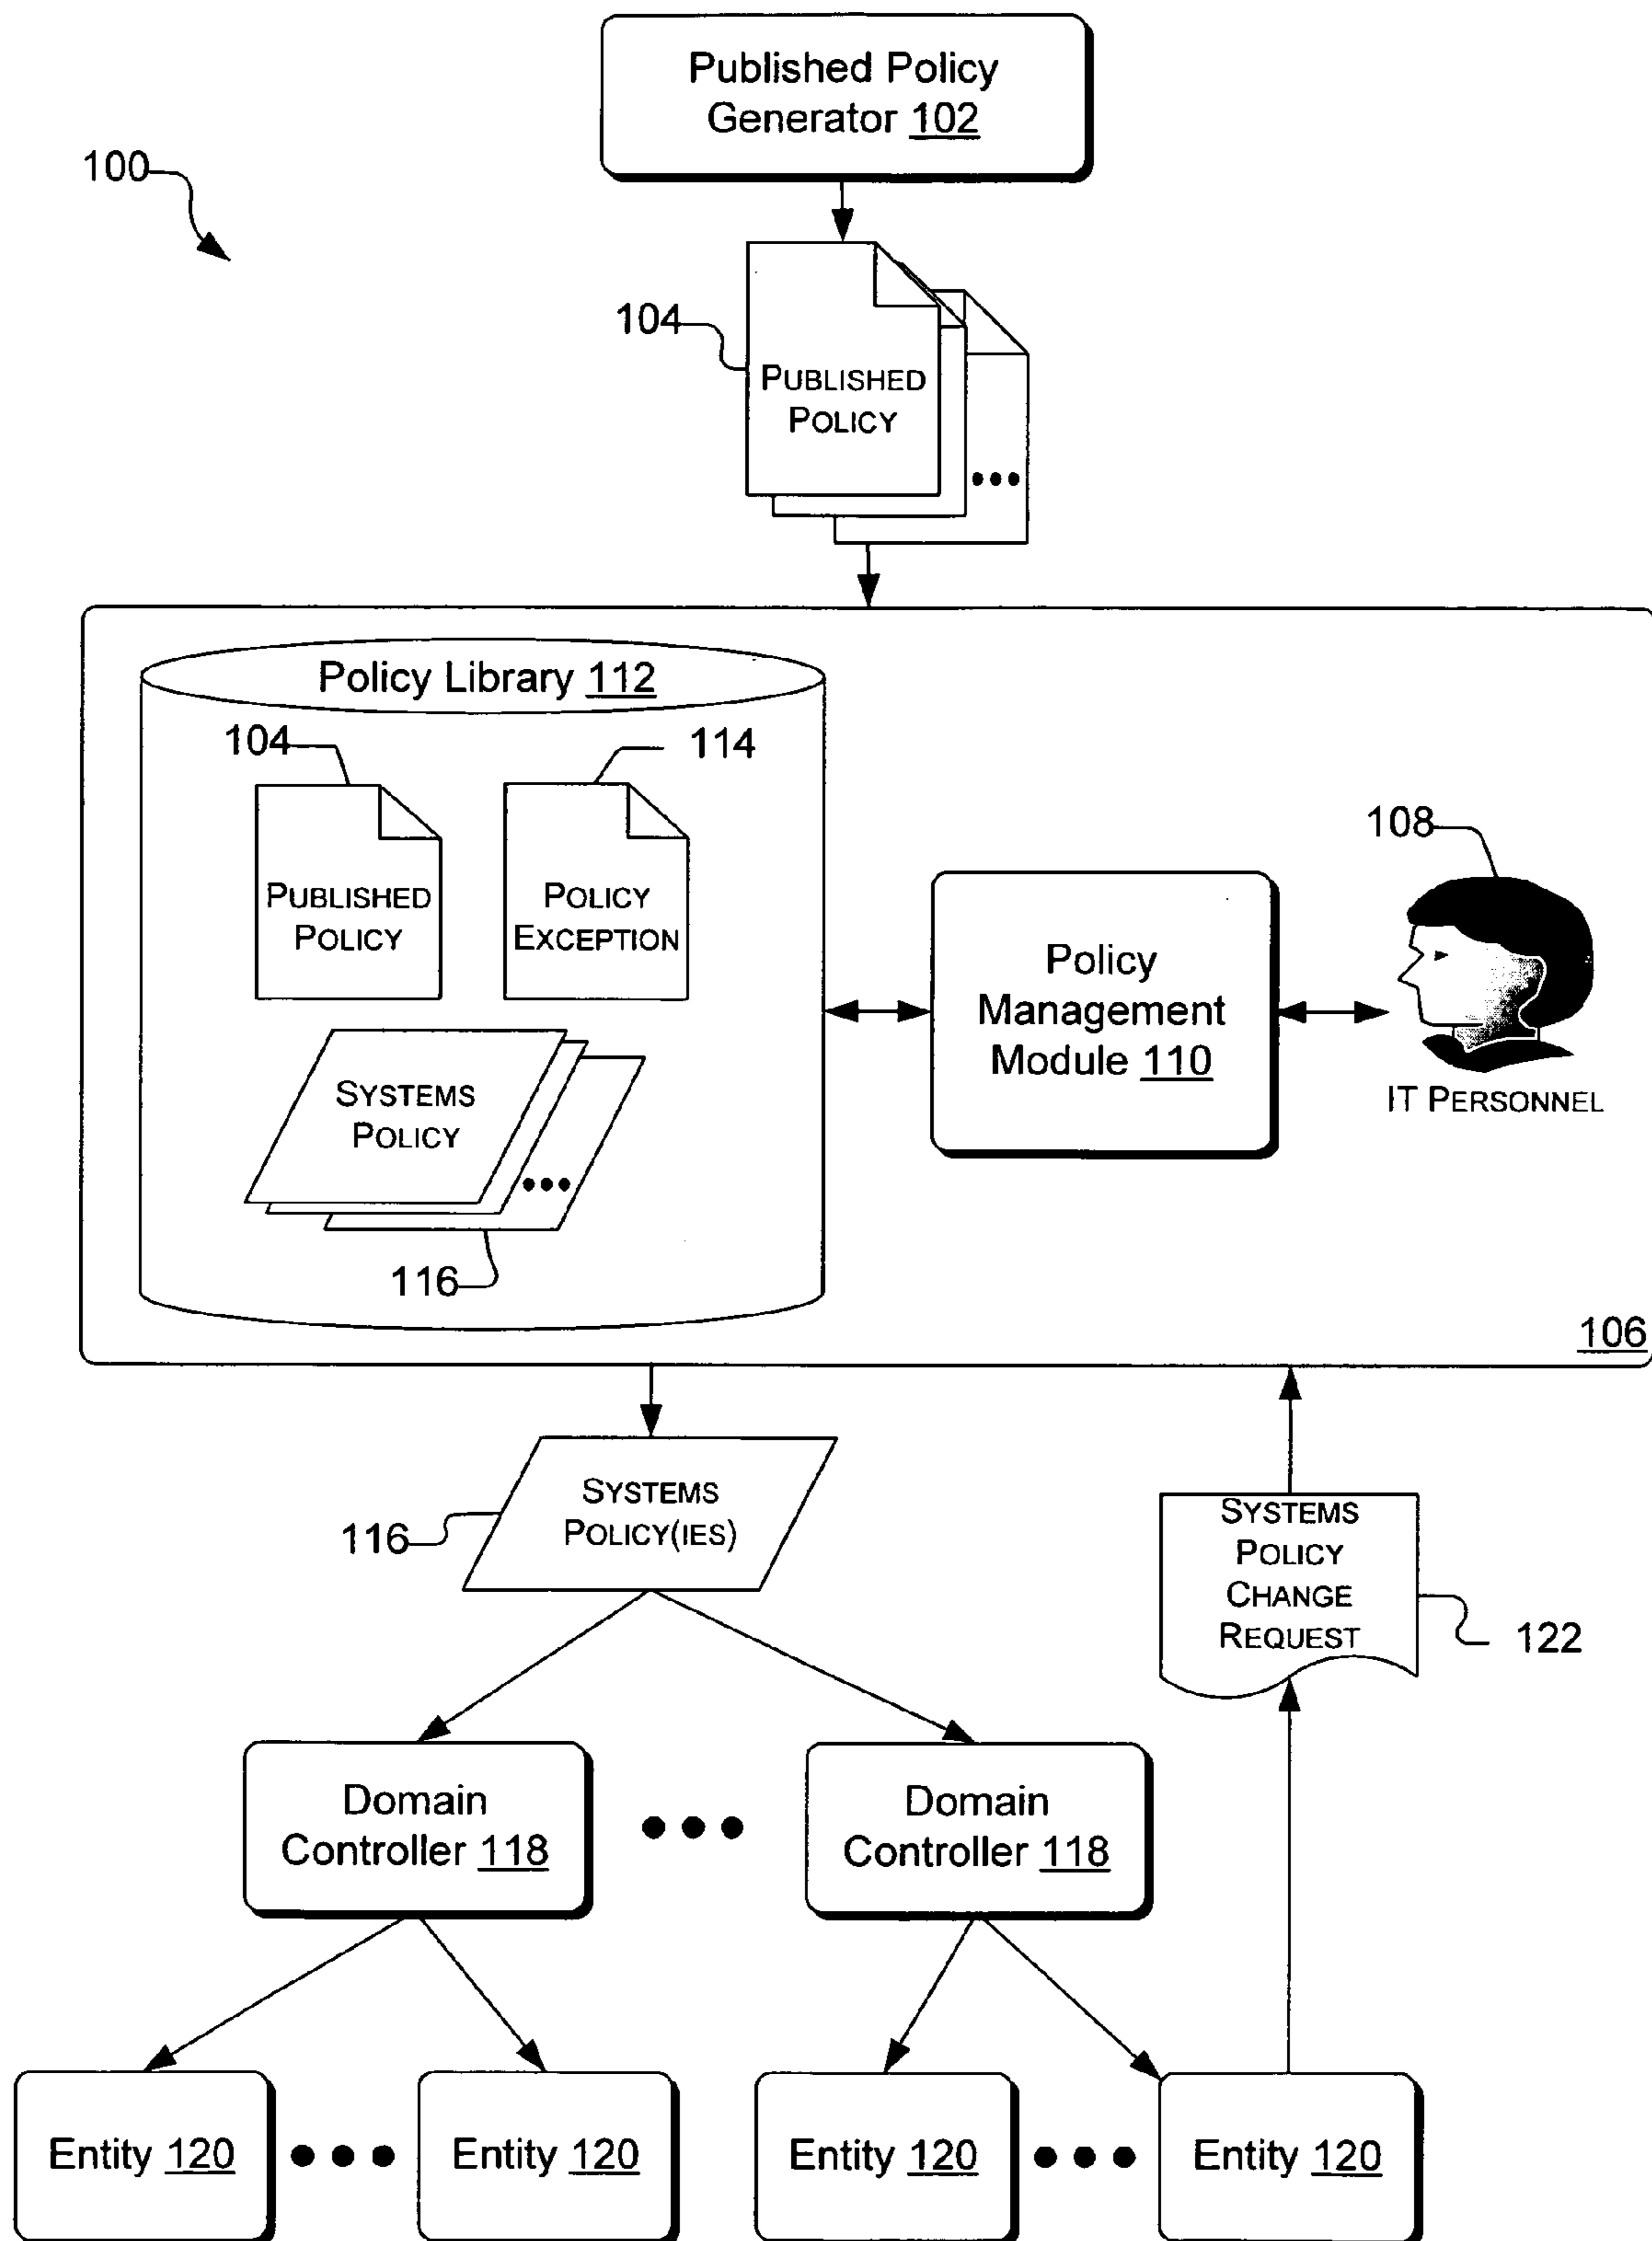 Published Policy
Generator 102
100
104
PUBLISHED
POLICY
Policy Library 112
104
114
PUBLISHED
POLICY
POLICY
EXCEPTION
108
Policy
Management
Module 110
IT PERSONNEL
SYSTEMS
POLICY
116
106
SYSTEMS
POLICY(IES)
116
SYSTEMS
POLICY
CHANGE
REQUEST
122
Domain
Controller 118
Domain
Controller 118
Entity 120
Entity 120
Entity 120
Entity 120